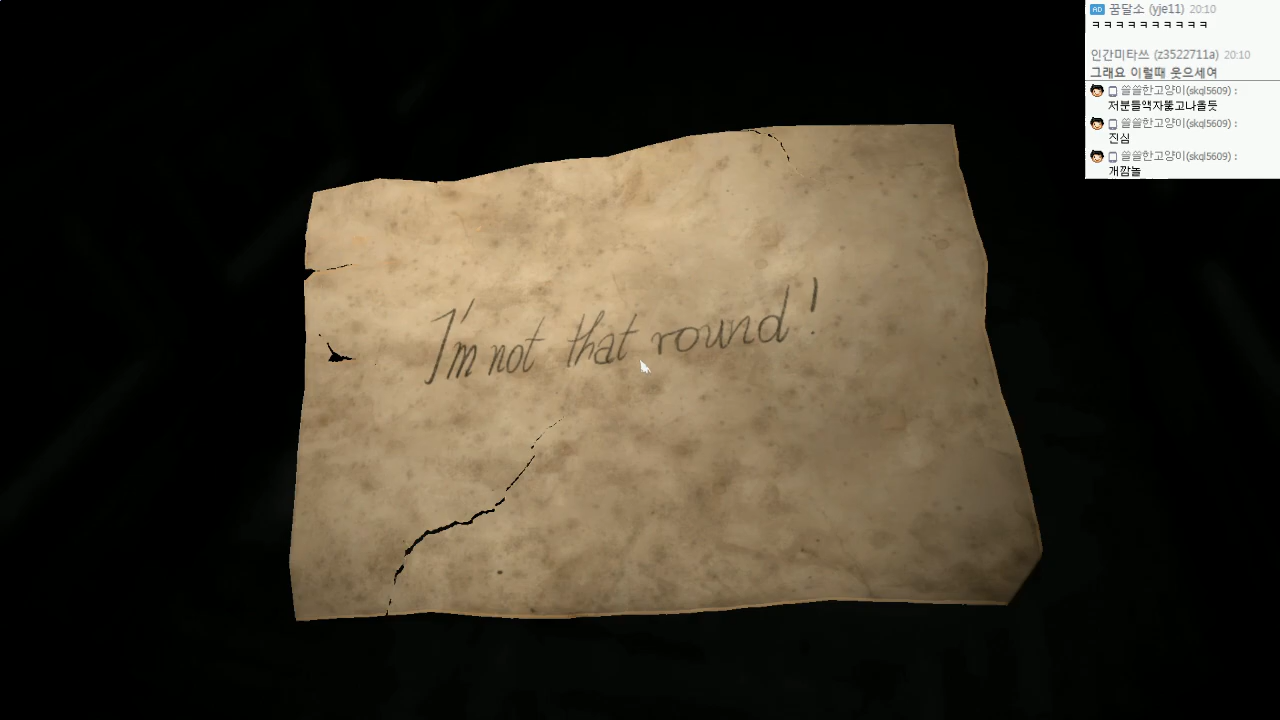 I'm not that round!
AD 꿈달소 (yje11) 20:10
ㅋㅋㅋㅋㅋㅋㅋㅋㅋㅋ
인간미타쓰 (z3522711a) 20:10
그래요 이럴때 웃으세여
쓸쓸한고양이(skql5609) :
저분들액자뚫고나올듯
쓸쓸한고양이(skql5609) :
진심
쓸쓸한고양이(skql5609) :
개깜놀